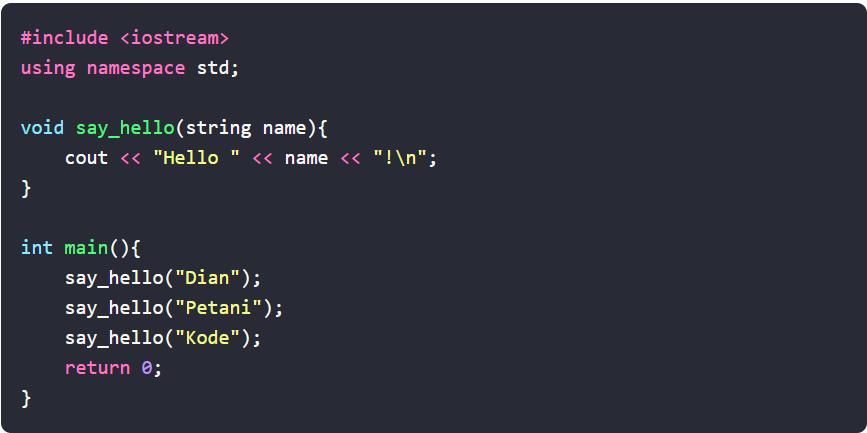 #include <iostream>
using namespace std;

void say_hello(string name){
    cout << "Hello " << name << "!\n";
}

int main(){
    say_hello("Dian");
    say_hello("Petani");
    say_hello("Kode");
    return 0;
}